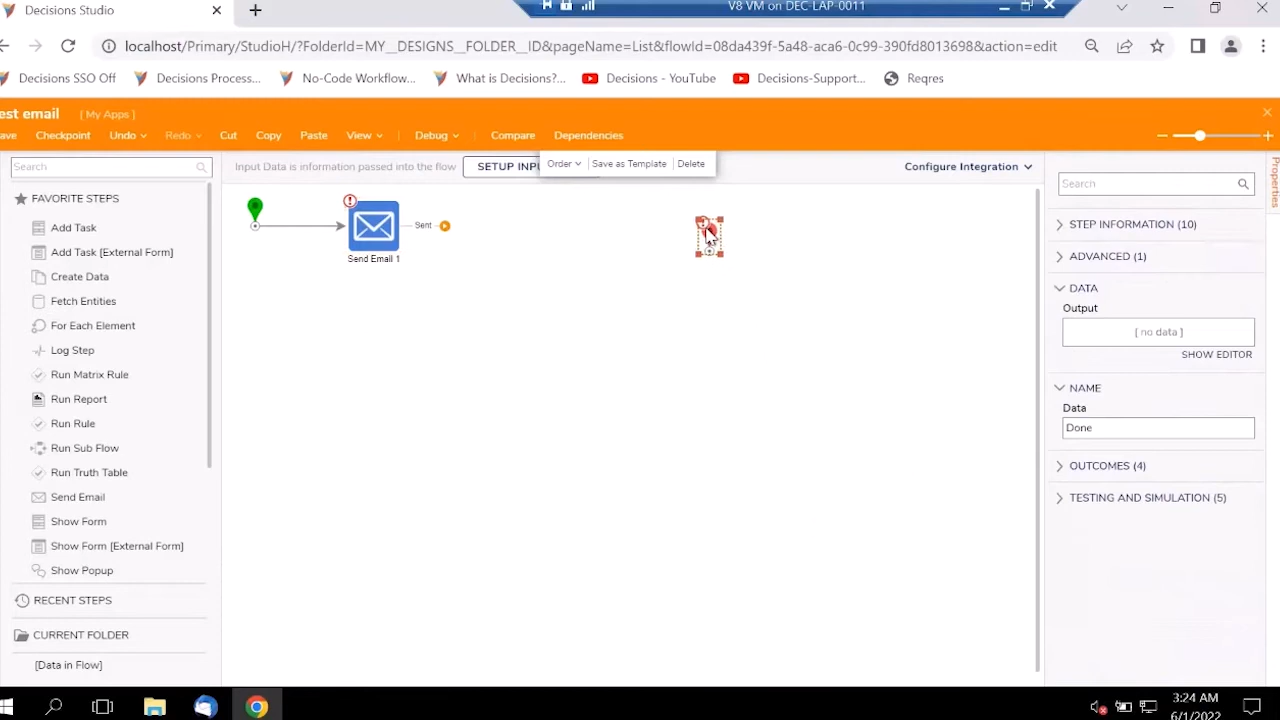 Decisions Studio
V8 VM on DEC-LAP-0011
localhost/Primary/StudioH/?FolderId=MY__DESIGNS__FOLDER__ID&pageName=List&flowId=08da439f-5a48-aca6-0c99-390fd8013698&action=edit
Decisions SSO Off
Decisions Process...
No-Code Workflow...
What is Decisions?...
Decisions - YouTube
Decisions-Support...
Reqres
est email [ My Apps ]
ave
Checkpoint
Undo
Redo
Cut
Copy
Paste
View
Debug
Compare
Dependencies
Search
Input Data is information passed into the flow
SETUP INPU
Order
Save as Template
Delete
Configure Integration
FAVORITE STEPS
Add Task
Add Task [External Form]
Create Data
Fetch Entities
For Each Element
Log Step
Run Matrix Rule
Run Report
Run Rule
Run Sub Flow
Run Truth Table
Send Email
Show Form
Show Form [External Form]
Show Popup
RECENT STEPS
CURRENT FOLDER
[Data in Flow]
Sent
Send Email 1
Search
Properties
STEP INFORMATION (10)
ADVANCED (1)
DATA
Output
[ no data ]
SHOW EDITOR
NAME
Data
Done
OUTCOMES (4)
TESTING AND SIMULATION (5)
3:24 AM
6/1/2022